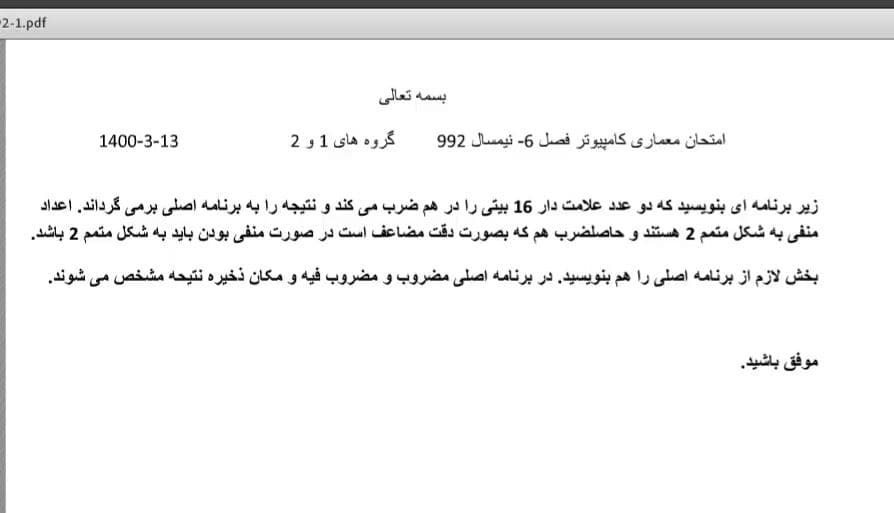 2-1.pdf
بسمه تعالی
امتحان معماری کامپیوتر فصل 6- نیمسال 992 گروه های 1 و 2 1400-3-13
زیر برنامه ای بنویسید که دو عدد علامت دار 16 بیتی را در هم ضرب می کند و نتیجه را به برنامه اصلی برمی گرداند. اعداد
منفی به شکل متمم 2 هستند و حاصلضرب هم که بصورت دقت مضاعف است در صورت منفی بودن باید به شکل متمم 2 باشد.
بخش لازم از برنامه اصلی را هم بنویسید. در برنامه اصلی مضروب و مضروب فیه و مکان ذخیره نتیحه مشخص می شوند.
موفق باشید.